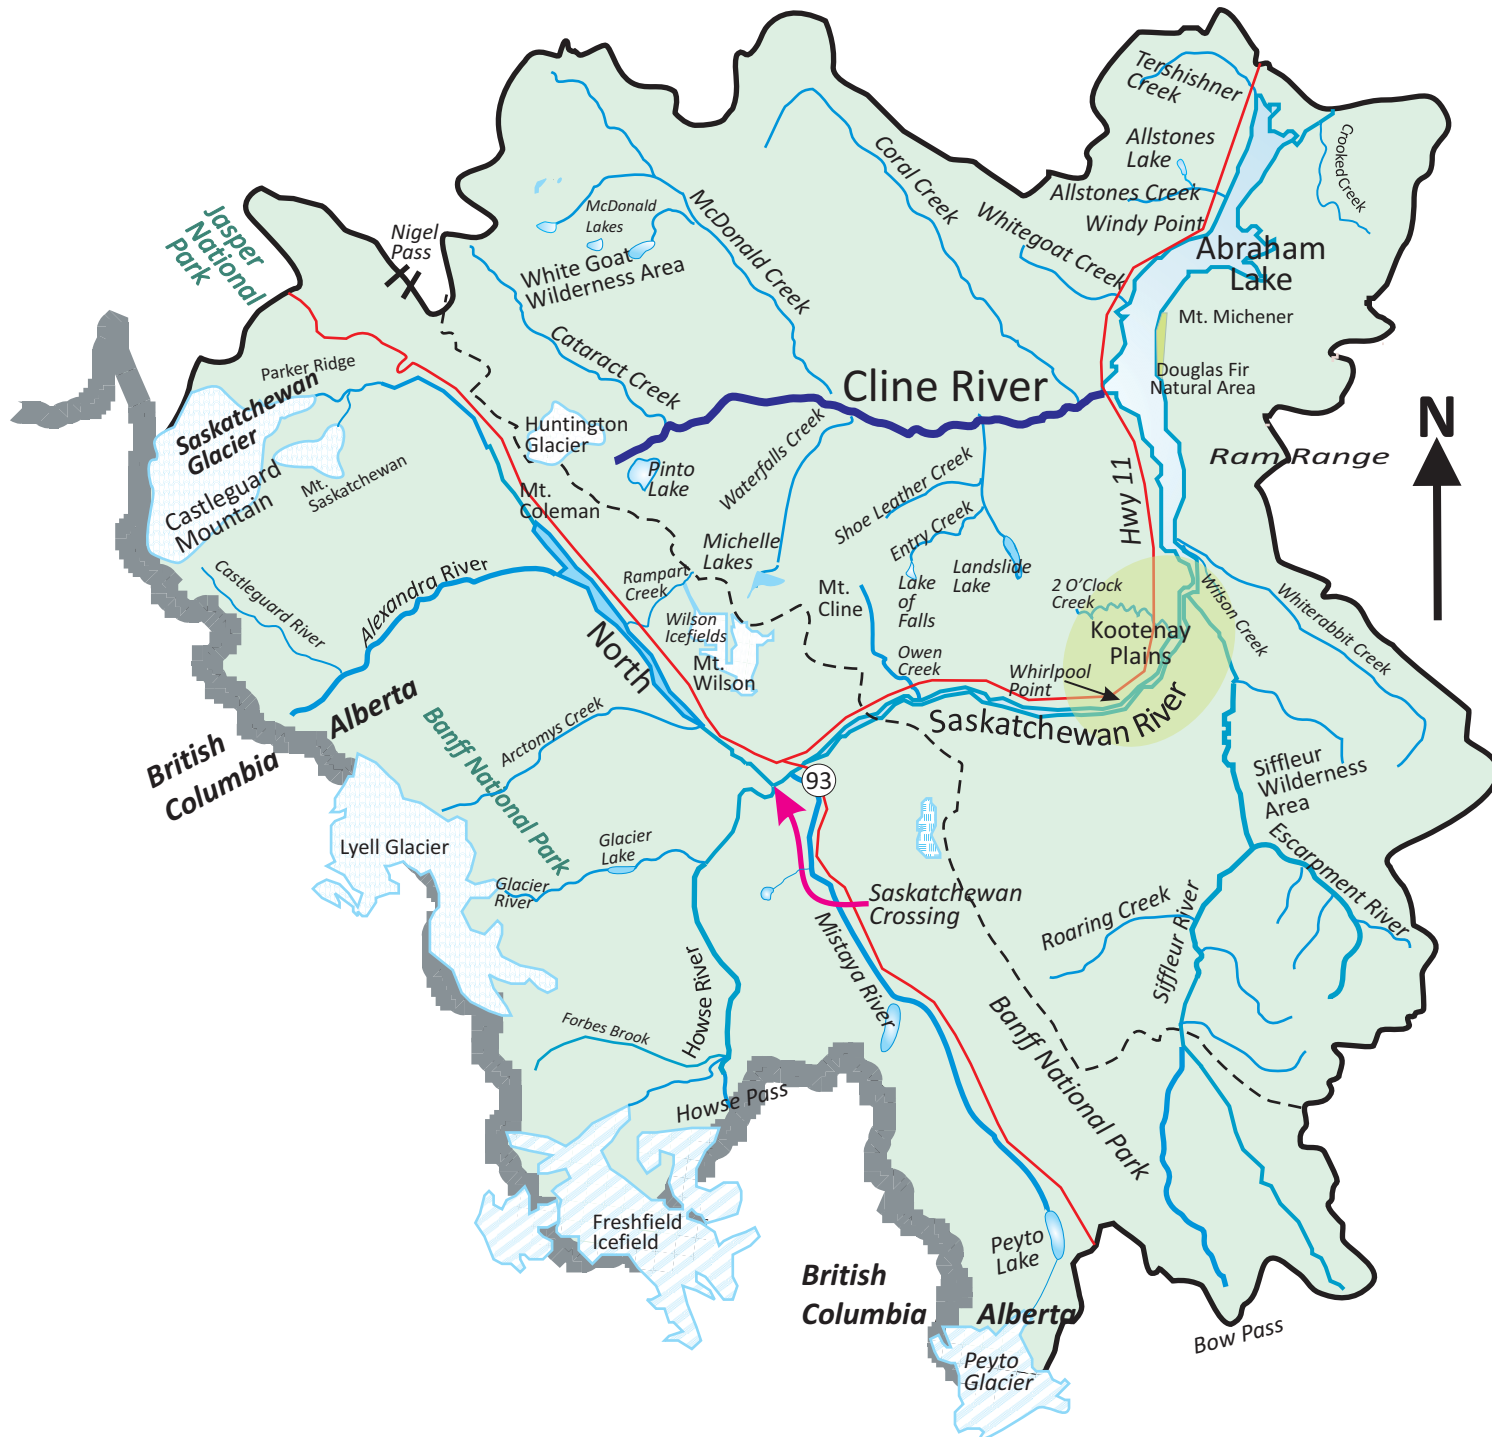 Tershishner
Creek
Allstones
Lake
Crooked Creek
Allstones Creek
Windy Point
Abraham
Lake
Whitegoat Creek
Coral Creek
McDonald
Lakes
McDonald Creek
White Goat
Wilderness Area
Nigel
Pass
Jasper
National
Park
Mt. Michener
Douglas Fir
Natural Area
Cataract Creek
Cline River
Parker Ridge
Saskatchewan
Glacier
Huntington
Glacier
Castleguard
Mountain
Mt.
Saskatchewan
Mt.
Coleman
Pinto
Lake
Waterfalls Creek
Shoe Leather Creek
Entry Creek
Hwy 11
Ram Range
N
Michelle
Lakes
Landslide
Lake
Lake
of
Falls
Mt.
Cline
2 O'Clock
Creek
Kootenay
Plains
Wilson Creek
Whiterabbit Creek
Castleguard River
Alexandra River
Rampart
Creek
Wilson
Icefields
Mt.
Wilson
North
Owen
Creek
Whirlpool
Point
Saskatchewan River
Alberta
British
Columbia
Banff National Park
Arctomys Creek
93
Siffleur
Wilderness
Area
Lyell Glacier
Glacier
Lake
Glacier
River
Saskatchewan
Crossing
Escarpment River
Roaring Creek
Siffleur River
Mistaya River
Howse River
Forbes Brook
Howse Pass
Banff National Park
Freshfield
Icefield
Peyto
Lake
British
Columbia
Alberta
Bow Pass
Peyto
Glacier